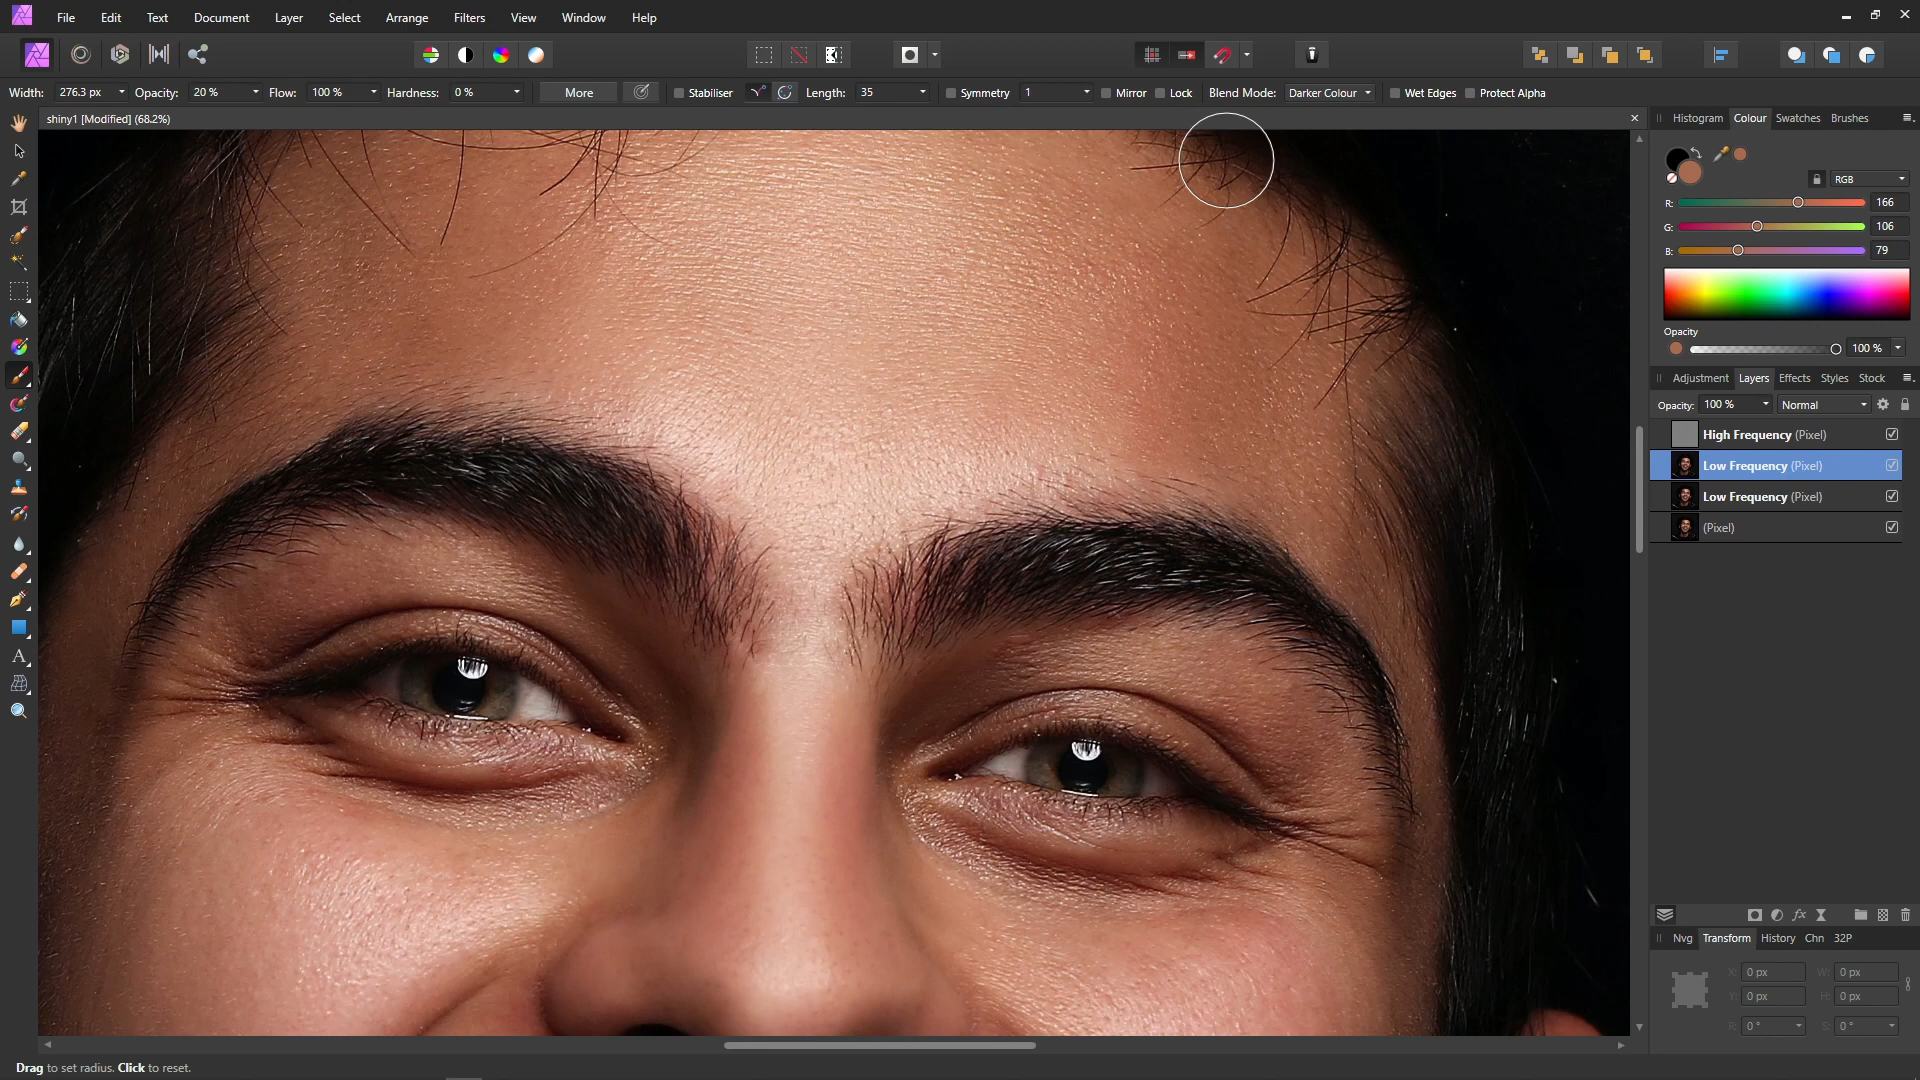 File Edit Text Document Layer Select Arrange Filters View Window Help
Width: 276.3 px Opacity: 20 % Flow: 100 % Hardness: 0 % More Stabiliser Length: 35 Symmetry 1 Mirror Lock Blend Mode: Darker Colour Wet Edges Protect Alpha
shiny1 [Modified] (68.2%)
Histogram Colour Swatches Brushes
RGB
R: 166
G: 106
B: 79
Opacity
100 %
Adjustment Layers Effects Styles Stock
Opacity: 100 % Normal
High Frequency (Pixel)
Low Frequency (Pixel)
Low Frequency (Pixel)
(Pixel)
fx
Nvg Transform History Chn 32P
X: 0 px W: 0 px
Y: 0 px H: 0 px
R: 0 ° S: 0 °
Drag to set radius. Click to reset.